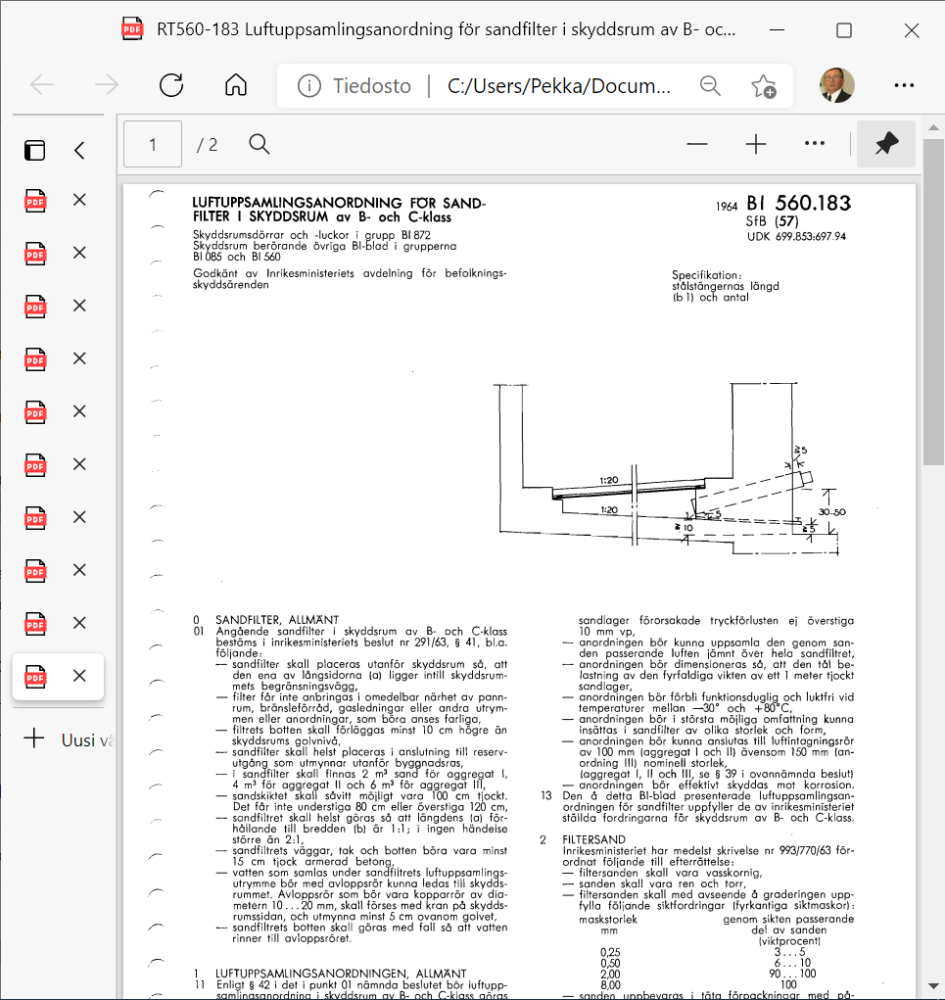 RT560-183 Luftuppsamlingsanordning för sandfilter i skyddsrum av B- oc...
Tiedosto
C:/Users/Pekka/Docum...
1 / 2
Uusi vä
LUFTUPPSAMLINGSANORDNING FÖR SAND-
FILTER I SKYDDSRUM av B- och C-klass
Skyddsrumsdörrar och -luckor i grupp BI 872
Skyddsrum berörande övriga BI-blad i grupperna
BI 085 och BI 560
Godkänt av Inrikesministeriets avdelning för befolknings-
skyddsärenden
1964 BI 560.183
SfB (57)
UDK 699.853:697.94
Specifikation:
stålstängernas längd
(b 1) och antal
≥5
1:20
1:20
5
≥ 10
30-50
≥5
0 SANDFILTER, ALLMÄNT
01 Angående sandfilter i skyddsrum av B- och C-klass
bestäms i inrikesministeriets beslut nr 291/63, § 41, bl.a.
följande:
— sandfilter skall placeras utanför skyddsrum så, att
den ena av långsidorna (a) ligger intill skyddsrum-
mets begränsningsvägg,
— filter får inte anbringas i omedelbar närhet av pann-
rum, bränsleförråd, gasledningar eller andra utrym-
men eller anordningar, som böra anses farliga,
— filtrets botten skall förläggas minst 10 cm högre än
skyddsrums golvnivå,
— sandfilter skall helst placeras i anslutning till reserv-
utgång som utmynnar utanför byggnadsras,
— i sandfilter skall finnas 2 m³ sand för aggregat I,
4 m³ för aggregat II och 6 m³ för aggregat III,
— sandskiktet skall såvitt möjligt vara 100 cm tjockt.
Det får inte understiga 80 cm eller överstiga 120 cm,
— sandfiltret skall helst göras så att längdens (a) för-
hållande till bredden (b) är 1:1; i ingen händelse
större än 2:1,
— sandfiltrets väggar, tak och botten böra vara minst
15 cm tjock armerad betong,
— vatten som samlas under sandfiltrets luftuppsamlings-
utrymme bör med avloppsrör kunna ledas till skydds-
rummet. Avloppsrör som bör vara kopparrör av dia-
metern 10...20 mm, skall förses med kran på skydds-
rumssidan, och utmynna minst 5 cm ovanom golvet,
— sandfiltrets botten skall göras med fall så att vatten
rinner till avloppsröret.
1 LUFTUPPSAMLINGSANORDNINGEN, ALLMÄNT
11 Enligt § 42 i det i punkt 01 nämnda beslutet bör luftupp-
samlingsanordning i skyddsrum av B- och C-klass göras
sandlager förorsakade tryckförlusten ej överstiga
10 mm vp,
— anordningen bör kunna uppsamla den genom san-
den passerande luften jämnt över hela sandfiltret,
— anordningen bör dimensioneras så, att den tål be-
lastning av den fyrfaldiga vikten av ett 1 meter tjockt
sandlager,
— anordningen bör förbli funktionsduglig och luktfri vid
temperaturer mellan —30° och +80°C,
— anordningen bör i största möjliga omfattning kunna
insättas i sandfilter av olika storlek och form,
— anordningen bör kunna anslutas till luftintagningsrör
av 100 mm (aggregat I och II) ävensom 150 mm (an-
ordning III) nominell storlek,
(aggregat I, II och III, se § 39 i ovannämnda beslut)
— anordningen bör effektivt skyddas mot korrosion.
13 Den å detta BI-blad presenterade luftuppsamlingsan-
ordningen för sandfilter uppfyller de av inrikesministeriet
ställda fordringarna för skyddsrum av B- och C-klass.
2 FILTERSAND
Inrikesministeriet har medelst skrivelse nr 993/770/63 för-
ordnat följande till efterrättelse:
— filtersanden skall vara vasskornig,
— sanden skall vara ren och torr,
— filtersanden skall med avseende å graderingen upp-
fylla följande siktfordringar (fyrkantiga siktmaskor):
maskstorlek genom sikten passerande
mm del av sanden
(viktprocent)
0,25 3...5
0,50 6...10
2,00 90...100
8,00 100
— sanden uppbevaras i täta förpackningar med på-